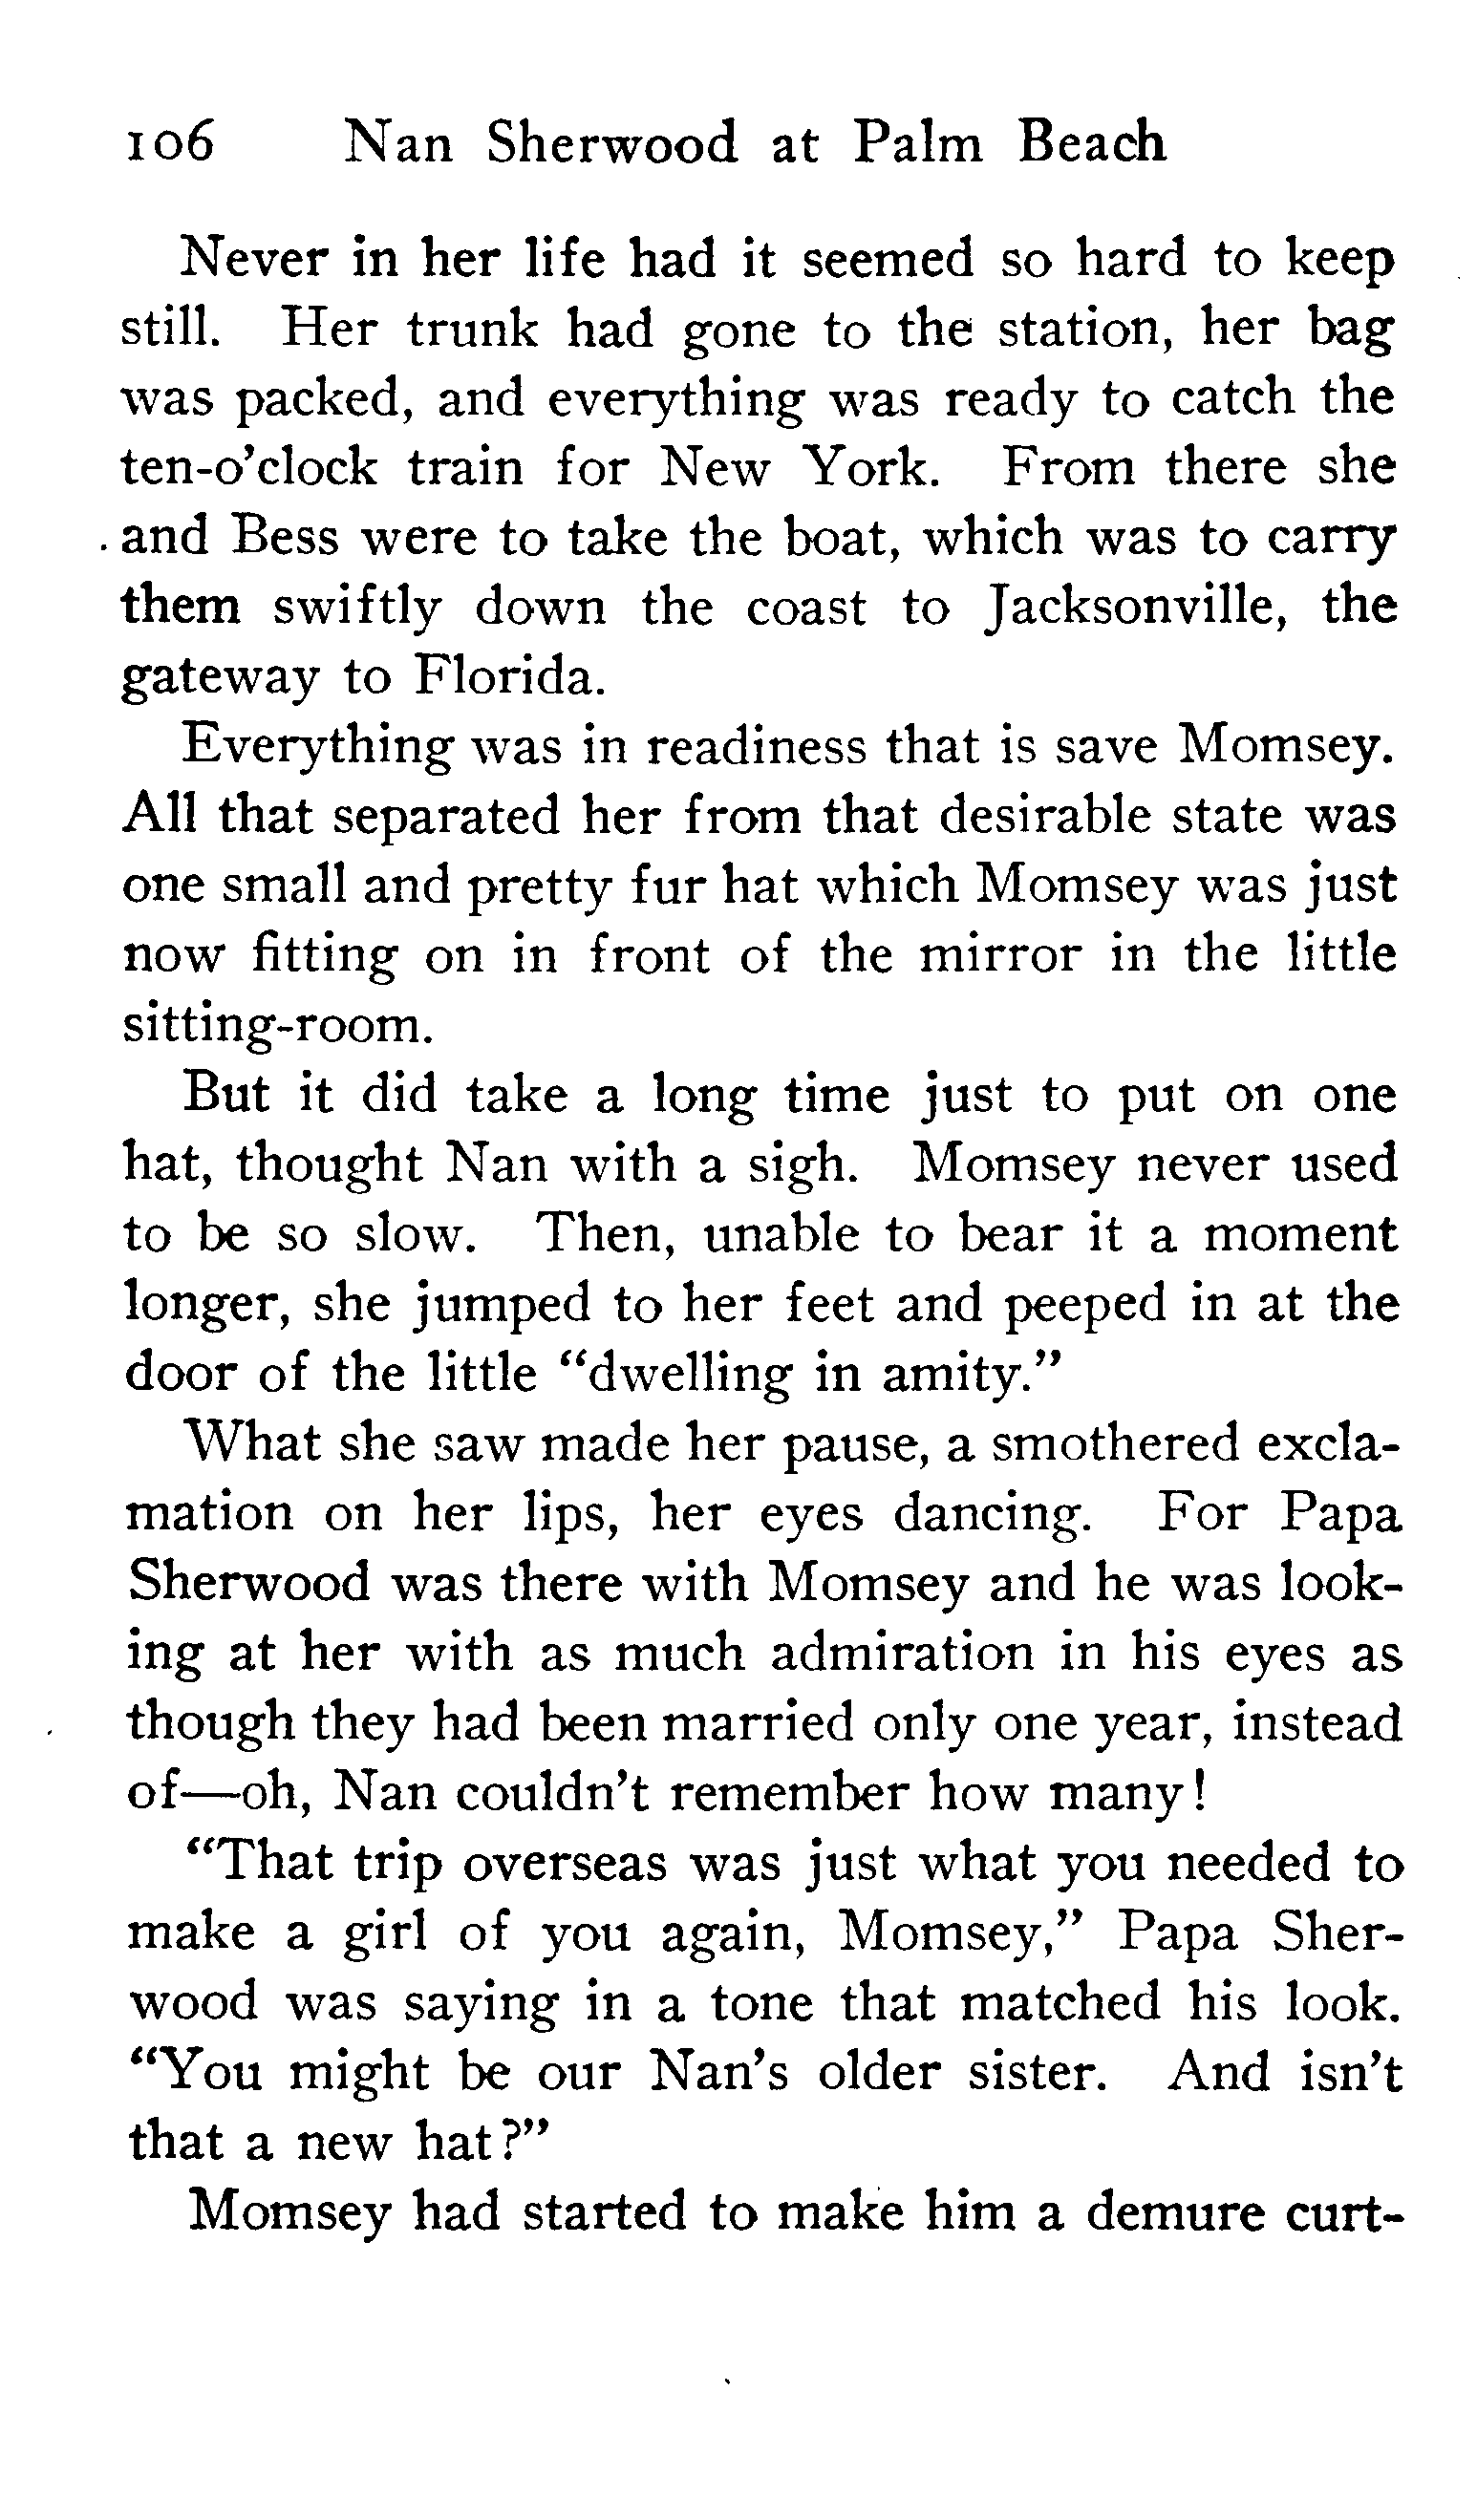 106 Nan Sherwood at Palm Beach
Never in her life had it seemed so hard to keep
still. Her trunk had gone to the station, her bag
was packed, and everything was ready to catch the
ten-o’clock train for New York. From there she
and Bess were to take the boat, which was to carry
them swiftly down the coast to Jacksonville, the
gateway to Florida.
Everything was in readiness that is save Momsey.
All that separated her from that desirable state was
one small and pretty fur hat which Momsey was just
now fitting on in front of the mirror in the little
sitting-room.
But it did take a long time just to put on one
hat, thought Nan with a sigh. Momsey never used
to be so slow. Then, unable to bear it a moment
longer, she jumped to her feet and peeped in at the
door of the little “dwelling in amity.”
What she saw made her pause, a smothered excla-
mation on her lips, her eyes dancing. For Papa
Sherwood was there with Momsey and he was look-
ing at her with as much admiration in his eyes as
though they had been married only one year, instead
of—oh, Nan couldn’t remember how many!
“That trip overseas was just what you needed to
make a girl of you again, Momsey,” Papa Sher-
wood was saying in a tone that matched his look.
“You might be our Nan’s older sister. And isn’t
that a new hat?”
Momsey had started to make him a demure curt-